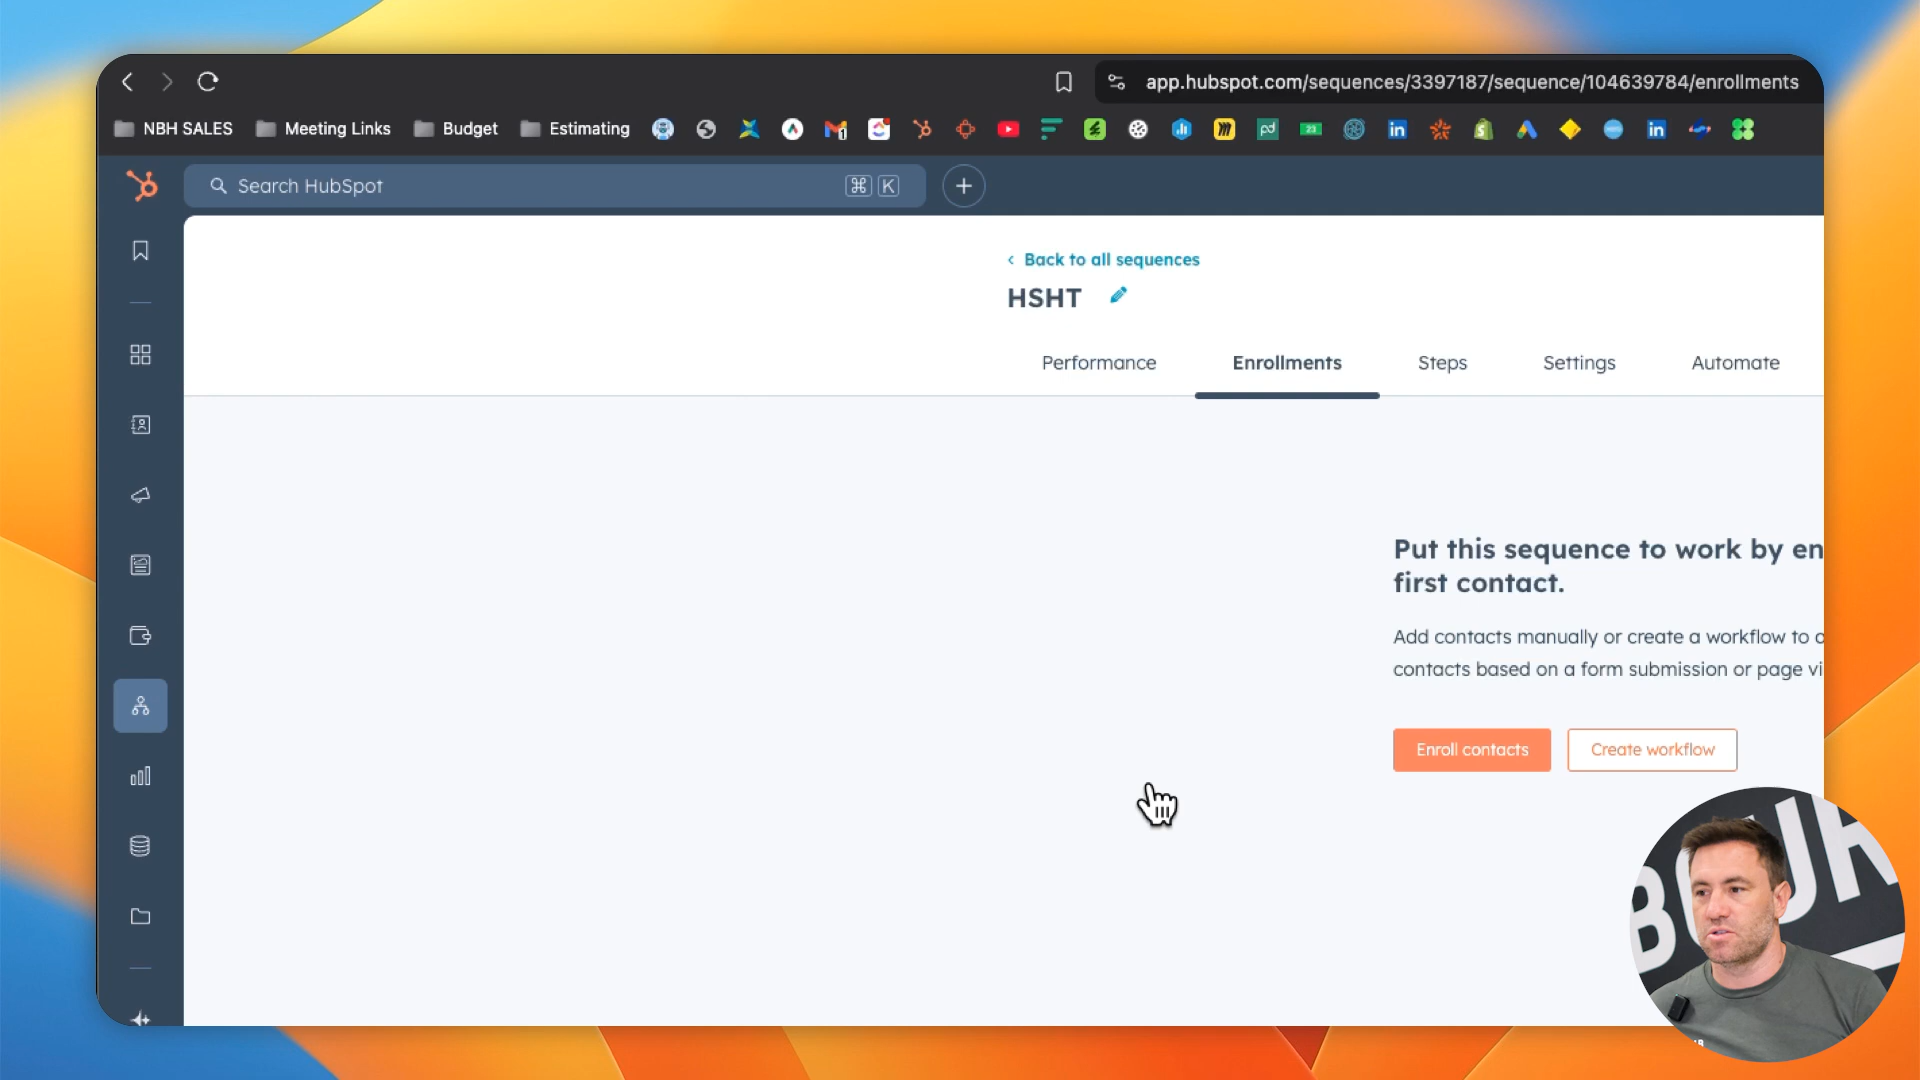 app.hubspot.com/sequences/3397187/sequence/104639784/enrollments
NBH SALES Meeting Links Budget Estimating
Search HubSpot ⌘ K
Back to all sequences
HSHT
Performance Enrollments Steps Settings Automate
Put this sequence to work by en
first contact.
Add contacts manually or create a workflow to
contacts based on a form submission or page vi
Enroll contacts Create workflow
BOUR